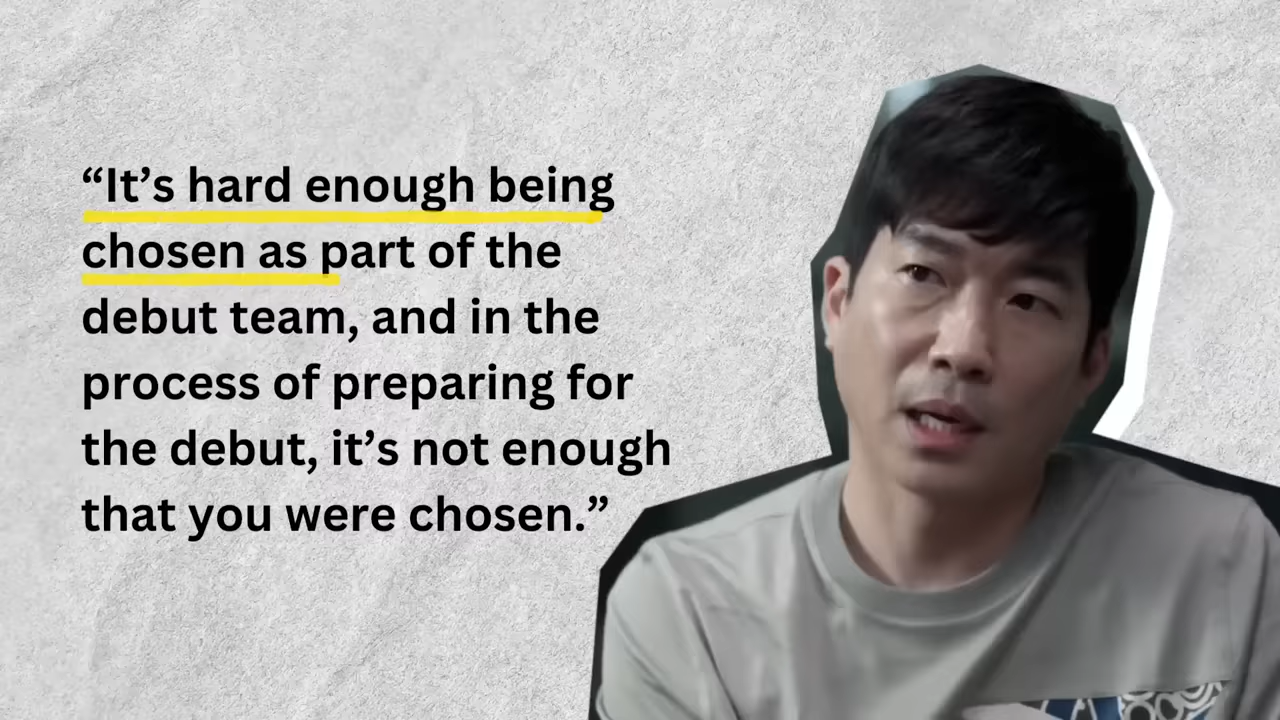 “It’s hard enough being
chosen as part of the
debut team, and in the
process of preparing for
the debut, it’s not enough
that you were chosen.”